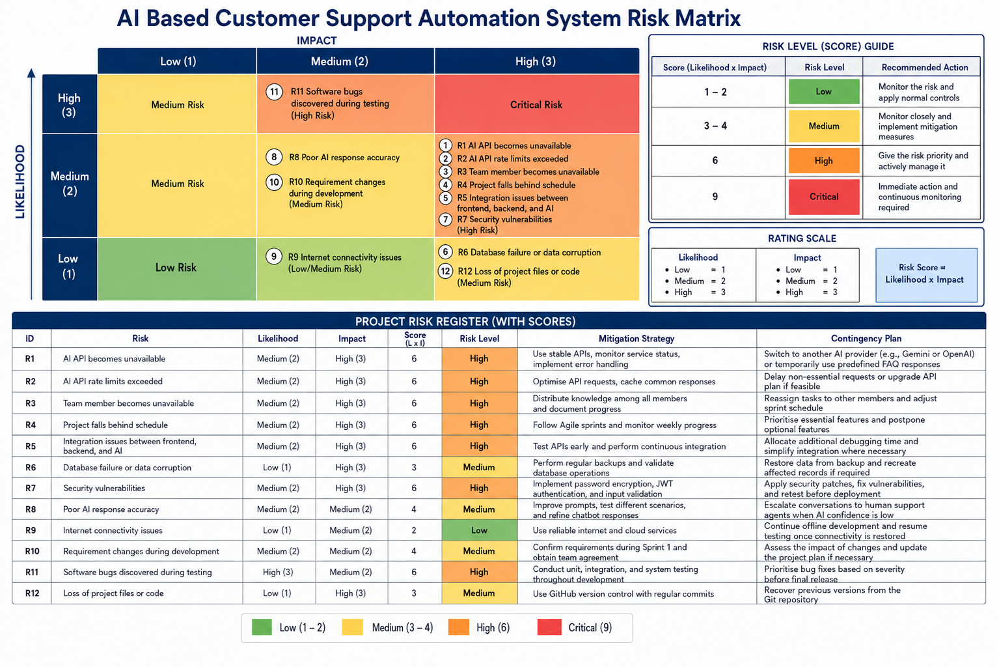 AI Based Customer Support Automation System Risk Matrix
IMPACT
Low (1)
Medium (2)
High (3)
LIKELIHOOD
High
(3)
Medium Risk
11
R11 Software bugs
discovered during testing
(High Risk)
Critical Risk
Medium
(2)
Medium Risk
8 R8 Poor AI response accuracy
10 R10 Requirement changes
during development
(Medium Risk)
1 R1 AI API becomes unavailable
2 R2 AI API rate limits exceeded
3 R3 Team member becomes unavailable
4 R4 Project falls behind schedule
5 R5 Integration issues between
frontend, backend, and AI
7 R7 Security vulnerabilities
(High Risk)
Low
(1)
Low Risk
9 R9 Internet connectivity issues
(Low/Medium Risk)
6 R6 Database failure or data corruption
12 R12 Loss of project files or code
(Medium Risk)
RISK LEVEL (SCORE) GUIDE
Score (Likelihood x Impact) Risk Level Recommended Action
1 – 2 Low Monitor the risk and
apply normal controls
3 – 4 Medium Monitor closely and
implement mitigation
measures
6 High Give the risk priority and
actively manage it
9 Critical Immediate action and
continuous monitoring
required
RATING SCALE
Likelihood
• Low = 1
• Medium = 2
• High = 3
Impact
• Low = 1
• Medium = 2
• High = 3
Risk Score =
Likelihood x Impact
PROJECT RISK REGISTER (WITH SCORES)
ID Risk Likelihood Impact Score
(L x I) Risk Level Mitigation Strategy Contingency Plan
R1 AI API becomes unavailable Medium (2) High (3) 6 High Use stable APIs, monitor service status,
implement error handling
Switch to another AI provider (e.g., Gemini or OpenAI)
or temporarily use predefined FAQ responses
R2 AI API rate limits exceeded Medium (2) High (3) 6 High Optimise API requests, cache common responses
Delay non-essential requests or upgrade API
plan if feasible
R3 Team member becomes unavailable Medium (2) High (3) 6 High Distribute knowledge among all members
and document progress
Reassign tasks to other members and adjust
sprint schedule
R4 Project falls behind schedule Medium (2) High (3) 6 High Follow Agile sprints and monitor weekly progress
Prioritise essential features and postpone
optional features
R5 Integration issues between frontend,
backend, and AI
Medium (2) High (3) 6 High Test APIs early and perform continuous integration
Allocate additional debugging time and
simplify integration where necessary
R6 Database failure or data corruption Low (1) High (3) 3 Medium Perform regular backups and validate
database operations
Restore data from backup and recreate
affected records if required
R7 Security vulnerabilities Medium (2) High (3) 6 High Implement password encryption, JWT
authentication, and input validation
Apply security patches, fix vulnerabilities,
and retest before deployment
R8 Poor AI response accuracy Medium (2) Medium (2) 4 Medium Improve prompts, test different scenarios,
and refine chatbot responses
Escalate conversations to human support
agents when AI confidence is low
R9 Internet connectivity issues Low (1) Medium (2) 2 Low Use reliable internet and cloud services
Continue offline development and resume
testing once connectivity is restored
R10 Requirement changes during development Medium (2) Medium (2) 4 Medium Confirm requirements during Sprint 1 and
obtain team agreement
Assess the impact of changes and update
the project plan if necessary
R11 Software bugs discovered during testing High (3) Medium (2) 6 High Conduct unit, integration, and system testing
throughout development
Prioritise bug fixes based on severity
before final release
R12 Loss of project files or code Low (1) High (3) 3 Medium Use GitHub version control with regular commits
Recover previous versions from the
Git repository
Low (1 – 2) Medium (3 – 4) High (6) Critical (9)